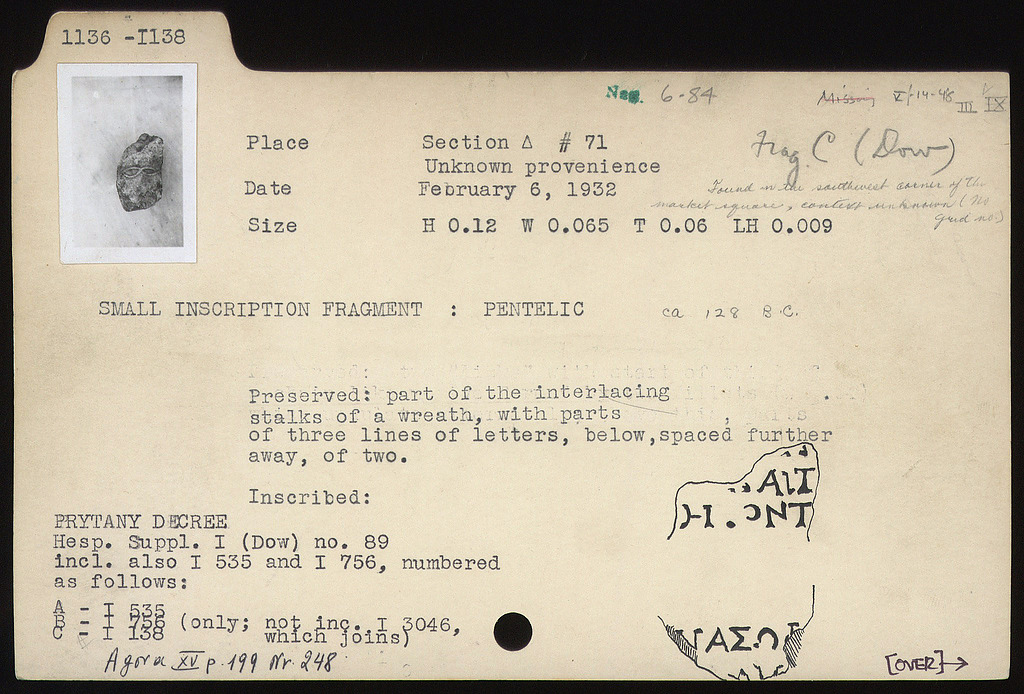 1136 - I 138
Neg. 6-84
Missing V-14-48 III IX
Place Section Δ # 71
Unknown provenience
Frag. C (Dow)
Date February 6, 1932
Found in the southwest corner of the
market square, context unknown (No
grid no.)
Size H 0.12 W 0.065 T 0.06 LH 0.009
SMALL INSCRIPTION FRAGMENT : PENTELIC ca 128 B.C.
Preserved: part of the interlacing
stalks of a wreath, with parts
of three lines of letters, below, spaced further
away, of two.
Inscribed:
ΑΙΤ
ΝΤ
ΝΑΣΩ
PRYTANY DECREE
Hesp. Suppl. I (Dow) no. 89
incl. also I 535 and I 756, numbered
as follows:
A - I 535
B - I 756 (only; not inc. I 3046,
C - I 138 which joins)
Agora XV p. 199 Nr. 248
[OVER]→